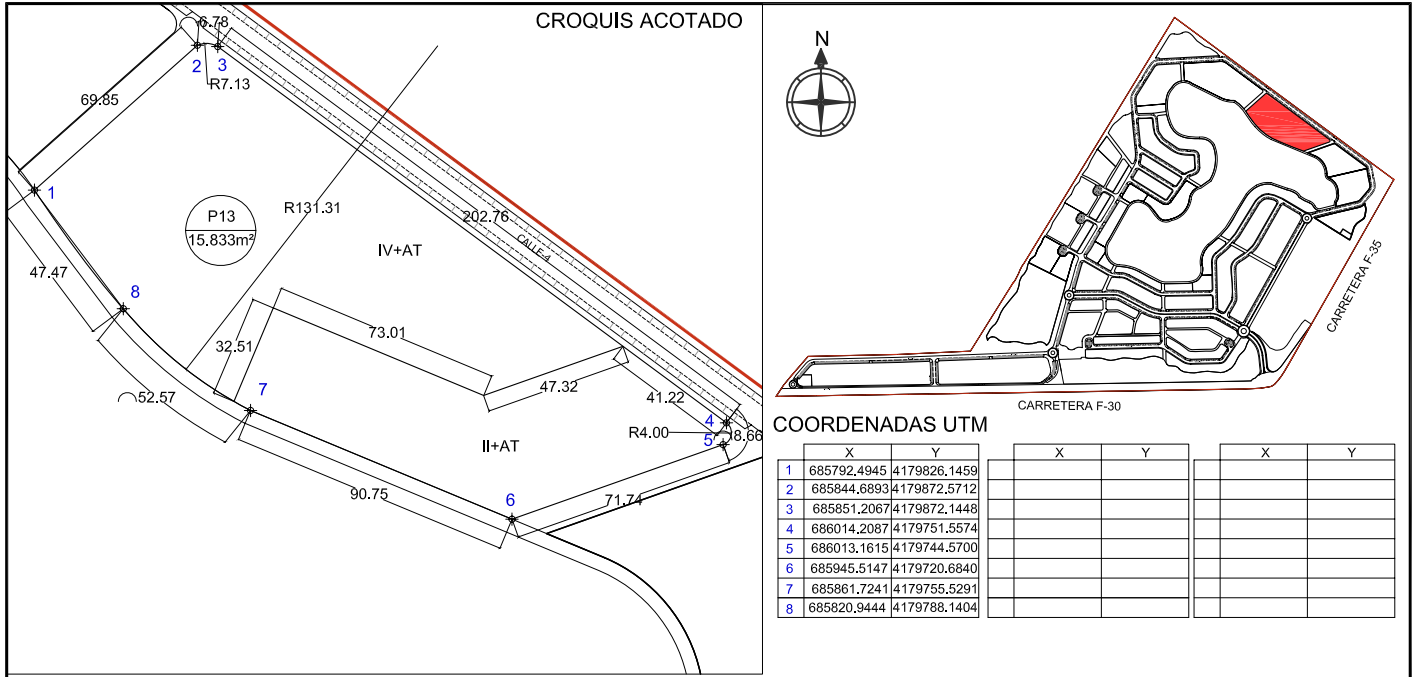 CROQUIS ACOTADO
6.78
2
3
R7.13
69.85
1
P13
15.833m²
R131.31
202.76
CALLE-4
IV+AT
47.47
8
32.51
73.01
47.32
41.22
7
52.57
4
R4.00
8.66
5
II+AT
90.75
6
71.74
N
CARRETERA F-35
CARRETERA F-30
COORDENADAS UTM
X Y X Y X Y
1 685792.4945 4179826.1459
2 685844.6893 4179872.5712
3 685851.2067 4179872.1448
4 686014.2087 4179751.5574
5 686013.1615 4179744.5700
6 685945.5147 4179720.6840
7 685861.7241 4179755.5291
8 685820.9444 4179788.1404